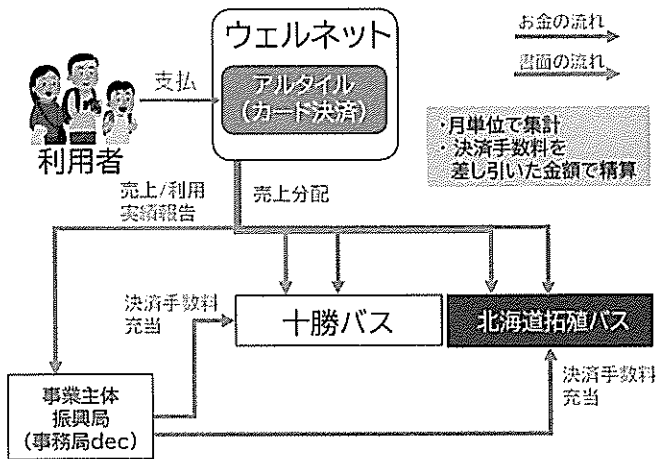 ウェルネット
アルタイル
(カード決済)
お金の流れ
書面の流れ
・月単位で集計
・決済手数料を
差し引いた金額で精算
支払
利用者
売上/利用
実績報告
売上分配
決済手数料
充当
十勝バス
北海道拓殖バス
決済手数料
充当
事業主体
振興局
(事務局dec)